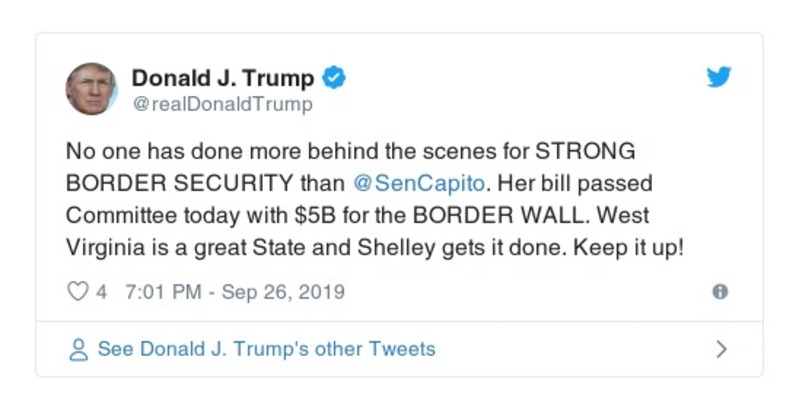 Donald J. Trump
@realDonaldTrump
No one has done more behind the scenes for STRONG
BORDER SECURITY than @SenCapito. Her bill passed
Committee today with $5B for the BORDER WALL. West
Virginia is a great State and Shelley gets it done. Keep it up!
4 7:01 PM - Sep 26, 2019
See Donald J. Trump's other Tweets